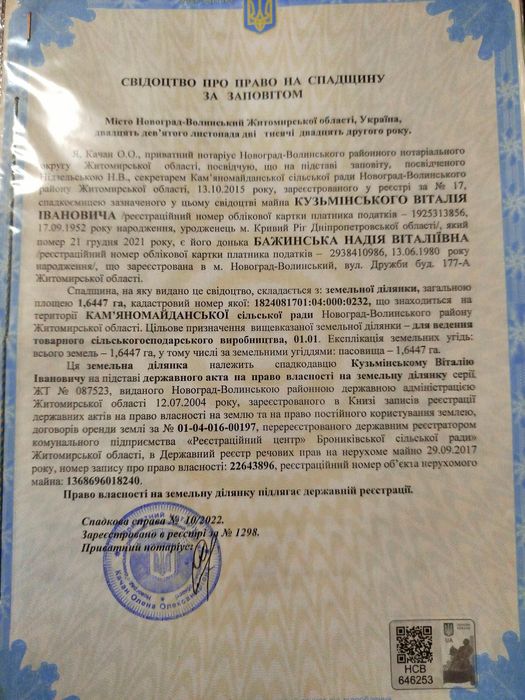 СВІДОЦТВО ПРО ПРАВО НА СПАДЩИНУ
ЗА ЗАПОВІТОМ
Місто Новоград-Волинський Житомирської області, Україна,
двадцять дев'ятого листопада дві тисячі двадцять другого року.
Я, Качан О.О., приватний нотаріус Новоград-Волинського районного нотаріального
округу Житомирської області, посвідчую, що на підставі заповіту, посвідченого
Нідзельською Н.В., секретарем Кам'яномайданської сільської ради Новоград-Волинського
району Житомирської області, 13.10.2015 року, зареєстрованого у реєстрі за № 17,
спадкоємицею зазначеного у цьому свідоцтві майна КУЗЬМІНСЬКОГО ВІТАЛІЯ
ІВАНОВИЧА /реєстраційний номер облікової картки платника податків – 1925313856,
17.09.1952 року народження, уродженець м. Кривий Ріг Дніпропетровської області/, який
помер 21 грудня 2021 року, є його донька БАЖИНСЬКА НАДІЯ ВІТАЛІЇВНА
/реєстраційний номер облікової картки платника податків – 2938410986, 13.06.1980 року
народження/, що зареєстрована в м. Новоград-Волинський, вул. Дружби буд. 177-А
Житомирської області.
Спадщина, на яку видано це свідоцтво, складається з: земельної ділянки, загальною
площею 1,6447 га, кадастровий номер якої: 1824081701:04:000:0232, що знаходиться на
території КАМ'ЯНОМАЙДАНСЬКОЇ сільської ради Новоград-Волинського району
Житомирської області. Цільове призначення вищевказаної земельної ділянки – для ведення
товарного сільськогосподарського виробництва, 01.01. Експлікація земельних угідь:
всього земель – 1,6447 га, у тому числі за земельними угіддями: пасовища – 1,6447 га.
Ця земельна ділянка належить спадкодавцю Кузьмінському Віталію
Івановичу на підставі державного акта на право власності на земельну ділянку серії
ЖТ № 087523, виданого Новоград-Волинською районною державною адміністрацією
Житомирської області 12.07.2004 року, зареєстрованого в Книзі записів реєстрації
державних актів на право власності на землю та на право постійного користування землею,
договорів оренди землі за № 01-04-016-00197, перереєстрованого державним реєстратором
комунального підприємства «Реєстраційний центр» Брониківської сільської ради»
Житомирської області, в Державний реєстр речових прав на нерухоме майно 29.09.2017
року, номер запису про право власності: 22643896, реєстраційний номер об'єкта нерухомого
майна: 1368696018240.
Право власності на земельну ділянку підлягає державній реєстрації.
Спадкова справа № 10/2022.
Зареєстровано в реєстрі за № 1298.
Приватний нотаріус:
Качан Олена
UA
НСВ
646253